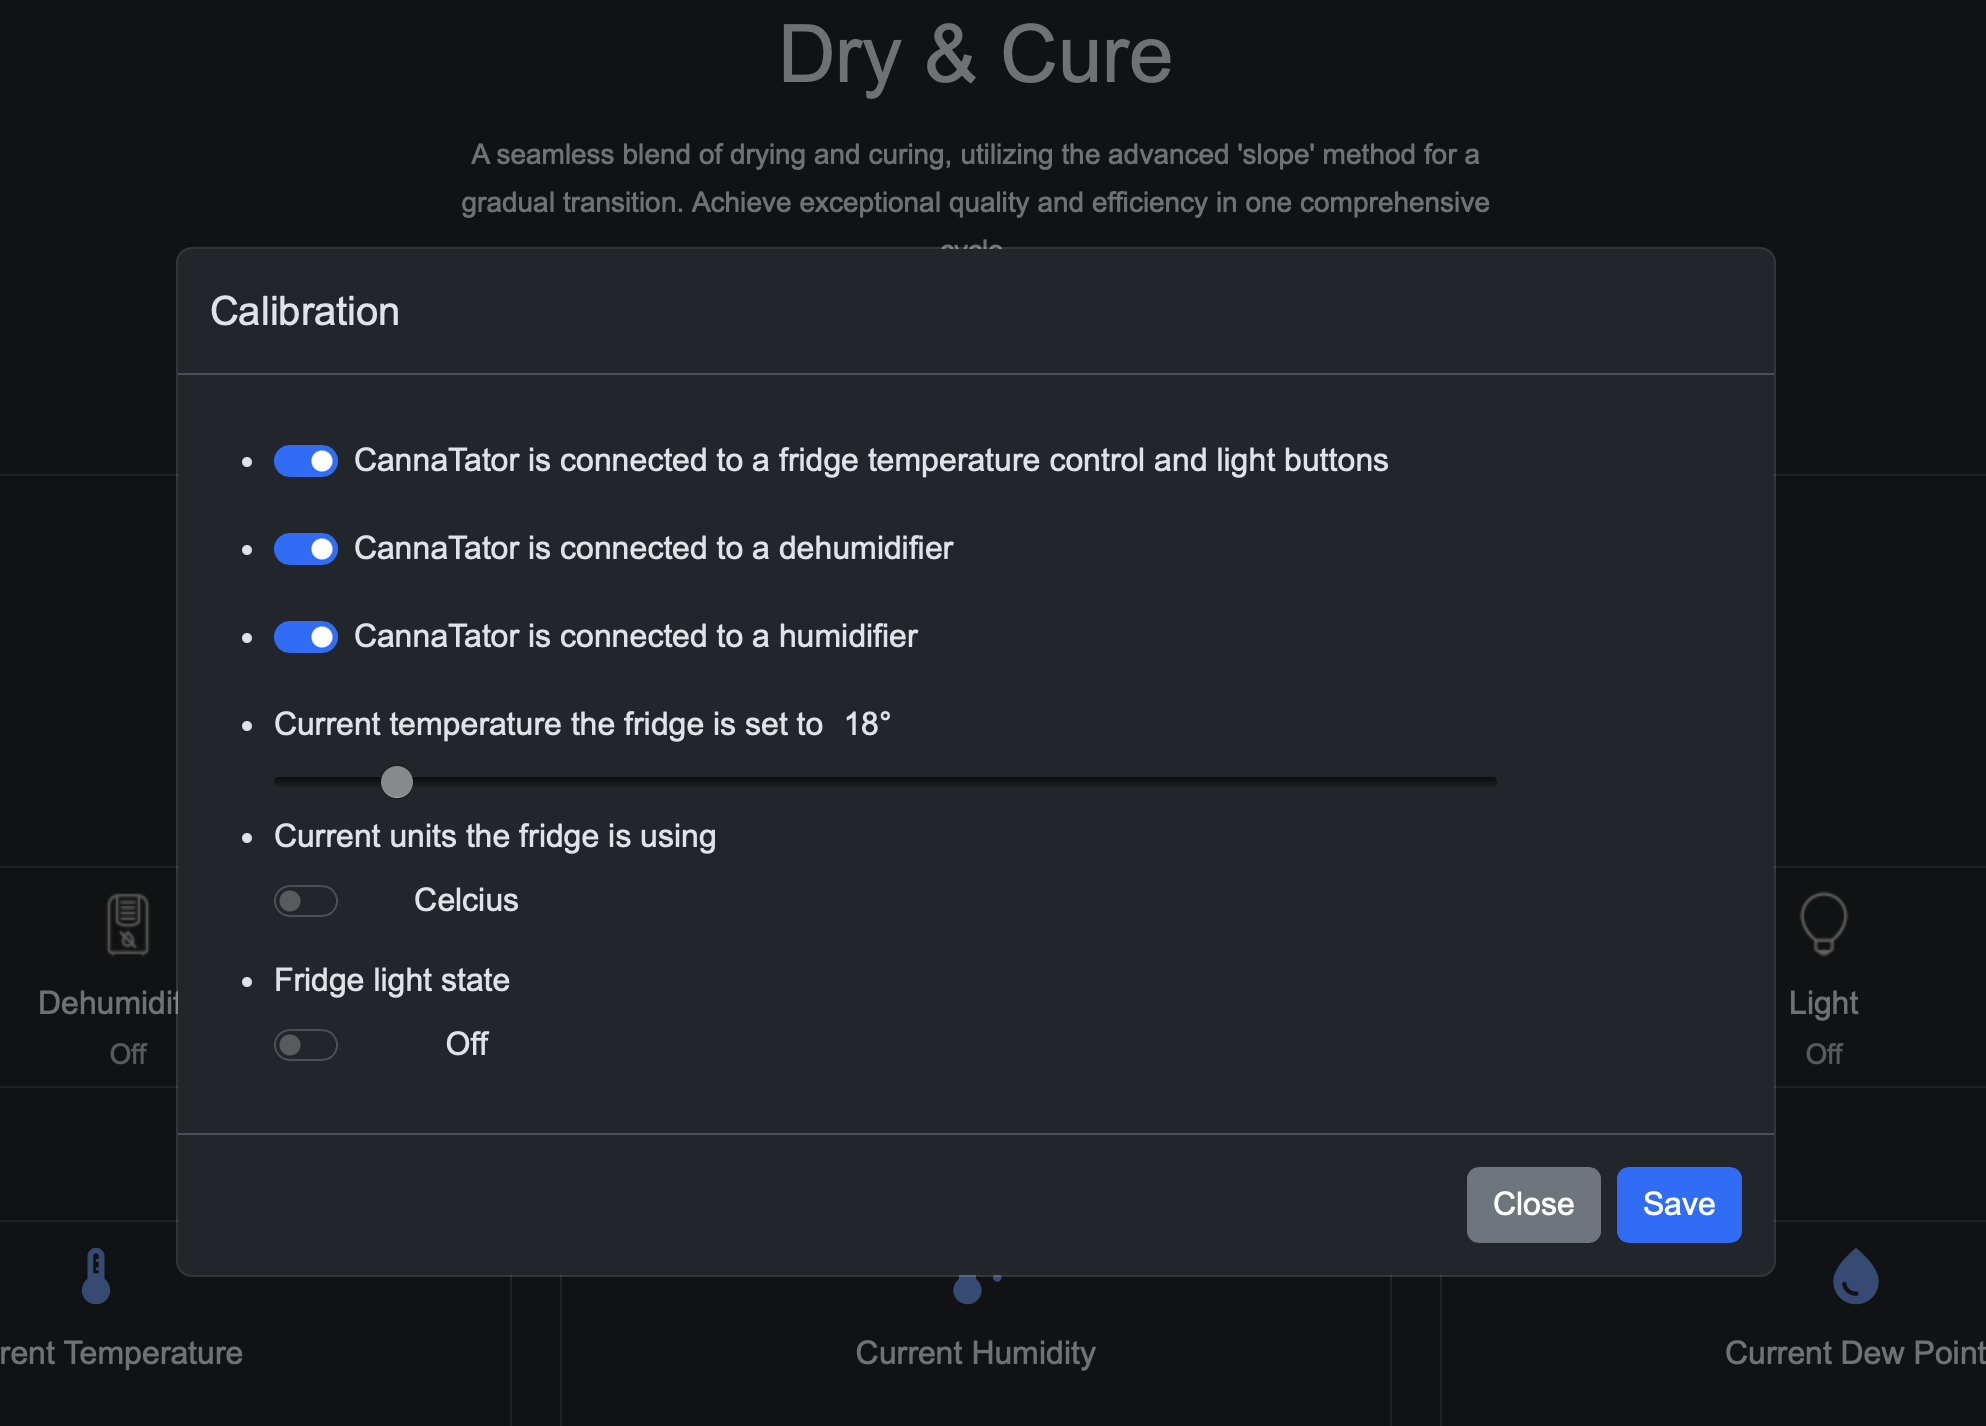 Dry & Cure
A seamless blend of drying and curing, utilizing the advanced 'slope' method for a
gradual transition. Achieve exceptional quality and efficiency in one comprehensive
cycle
Calibration
CannaTator is connected to a fridge temperature control and light buttons
CannaTator is connected to a dehumidifier
CannaTator is connected to a humidifier
Current temperature the fridge is set to 18°
Current units the fridge is using
Celcius
Fridge light state
Off
Dehumidif
Off
Light
Off
Close
Save
rent Temperature
Current Humidity
Current Dew Point